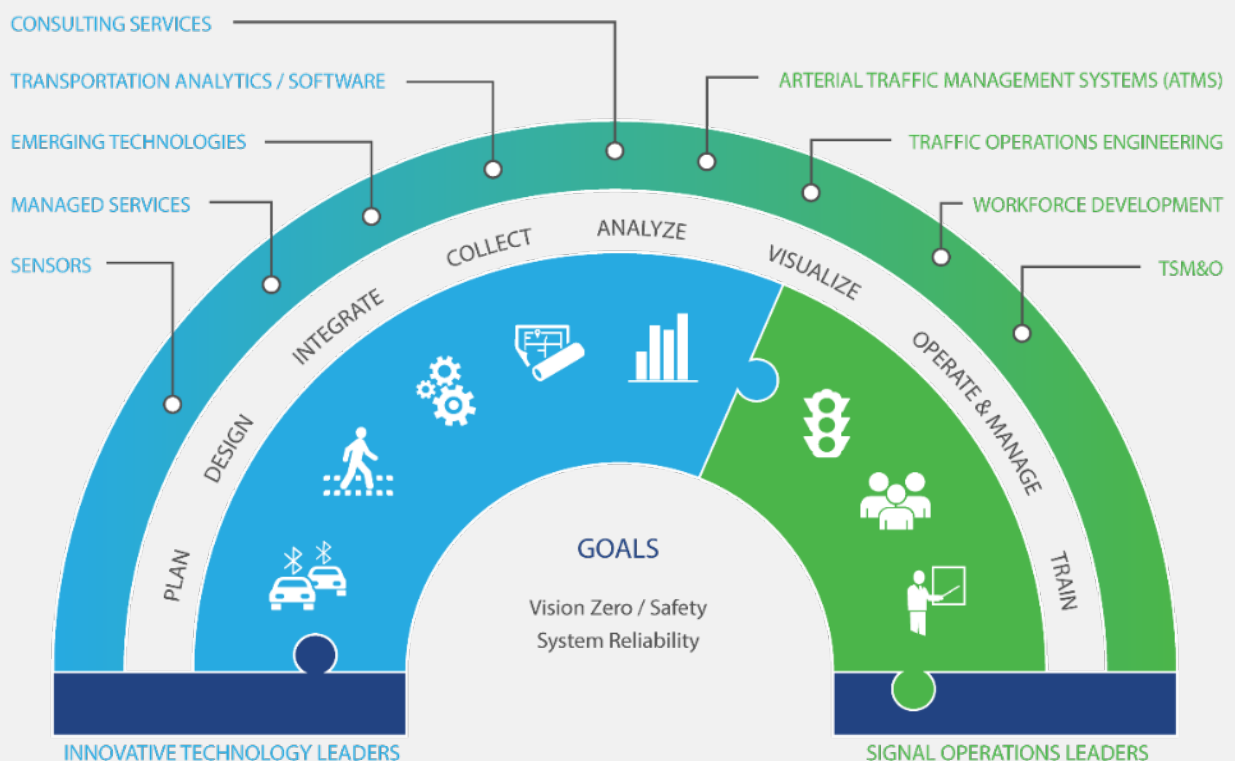 CONSULTING SERVICES
TRANSPORTATION ANALYTICS / SOFTWARE
EMERGING TECHNOLOGIES
MANAGED SERVICES
SENSORS
ARTERIAL TRAFFIC MANAGEMENT SYSTEMS (ATMS)
TRAFFIC OPERATIONS ENGINEERING
WORKFORCE DEVELOPMENT
TSM&O
PLAN
DESIGN
INTEGRATE
COLLECT
ANALYZE
VISUALIZE
OPERATE & MANAGE
TRAIN
GOALS
Vision Zero / Safety
System Reliability
INNOVATIVE TECHNOLOGY LEADERS
SIGNAL OPERATIONS LEADERS